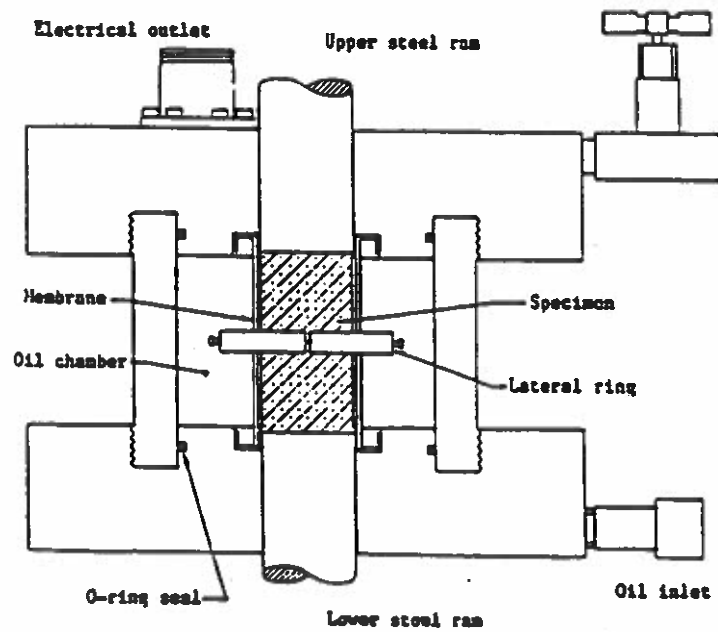 Electrical outlet
Upper steel ram
Membrane
Specimen
Oil chamber
Lateral ring
O-ring seal
Oil inlet
Lower steel ram